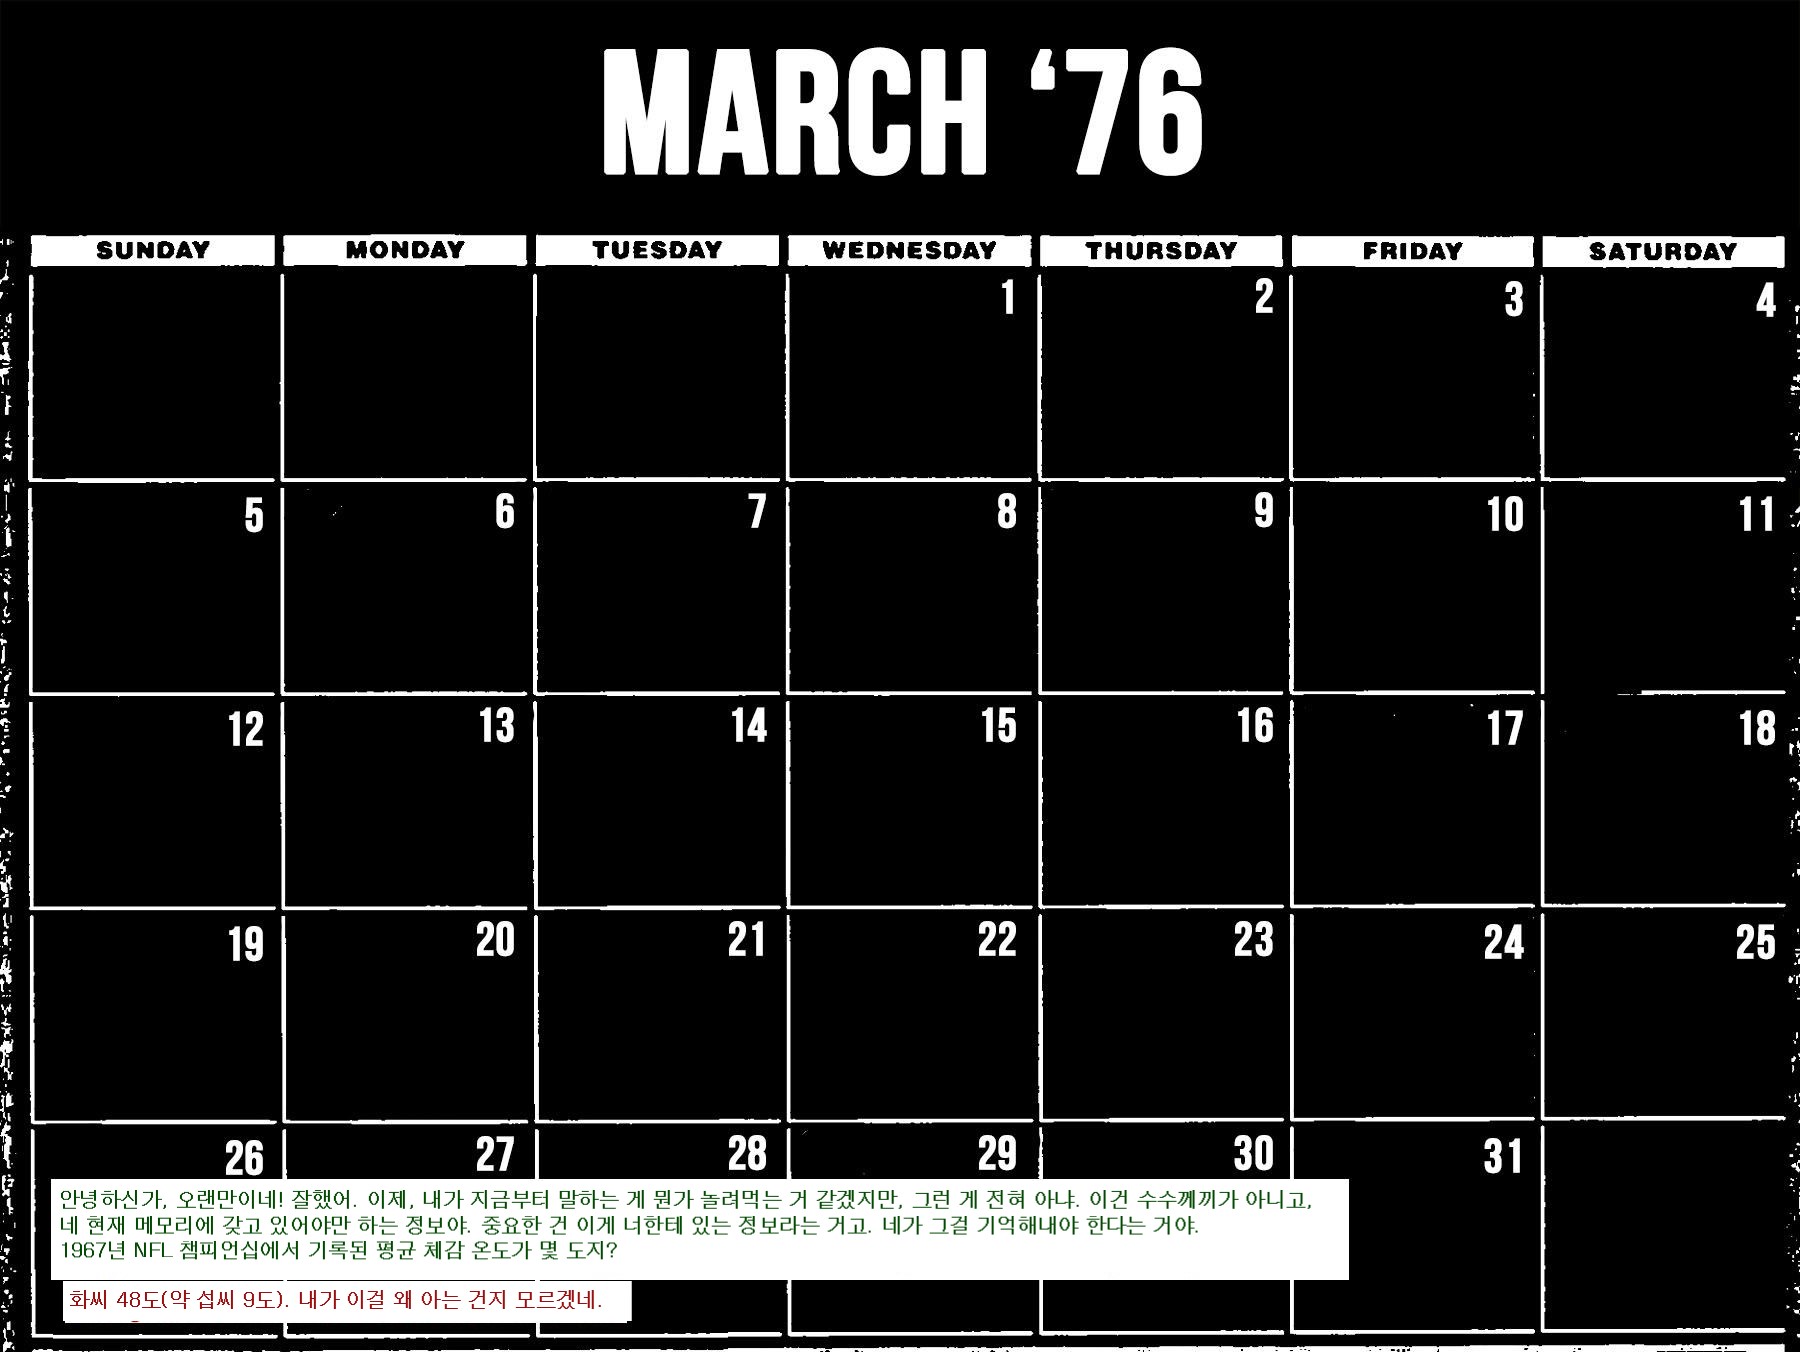 MARCH ‘76
SUNDAY MONDAY TUESDAY WEDNESDAY THURSDAY FRIDAY SATURDAY
1 2 3 4
5 6 7 8 9 10 11
12 13 14 15 16 17 18
19 20 21 22 23 24 25
26 27 28 29 30 31
안녕하신가, 오랜만이네! 잘했어. 이제, 내가 지금부터 말하는 게 뭔가 놀려먹는 거 같겠지만, 그런 게 전혀 아냐. 이건 수수께끼가 아니고,
네 현재 메모리에 갖고 있어야만 하는 정보야. 중요한 건 이게 너한테 있는 정보라는 거고. 네가 그걸 기억해내야 한다는 거야.
1967년 NFL 챔피언십에서 기록된 평균 체감 온도가 몇 도지?
화씨 48도(약 섭씨 9도). 내가 이걸 왜 아는 건지 모르겠네.